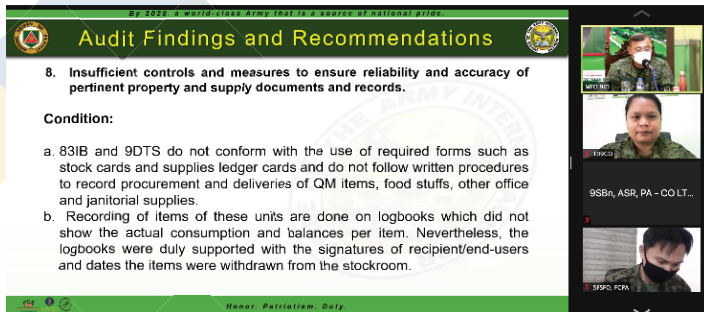 By 2028, a world-class Army that is a source of national pride.
Audit Findings and Recommendations
8. Insufficient controls and measures to ensure reliability and accuracy of
pertinent property and supply documents and records.
Condition:
a. 83IB and 9DTS do not conform with the use of required forms such as
stock cards and supplies ledger cards and do not follow written procedures
to record procurement and deliveries of QM items, food stuffs, other office
and janitorial supplies.
b. Recording of items of these units are done on logbooks which did not
show the actual consumption and balances per item. Nevertheless, the
logbooks were duly supported with the signatures of recipient/end-users
and dates the items were withdrawn from the stockroom.
Honor. Patriotism. Duty.
9SBn, ASR, PA - CO LT...
5FSFO, FCPA